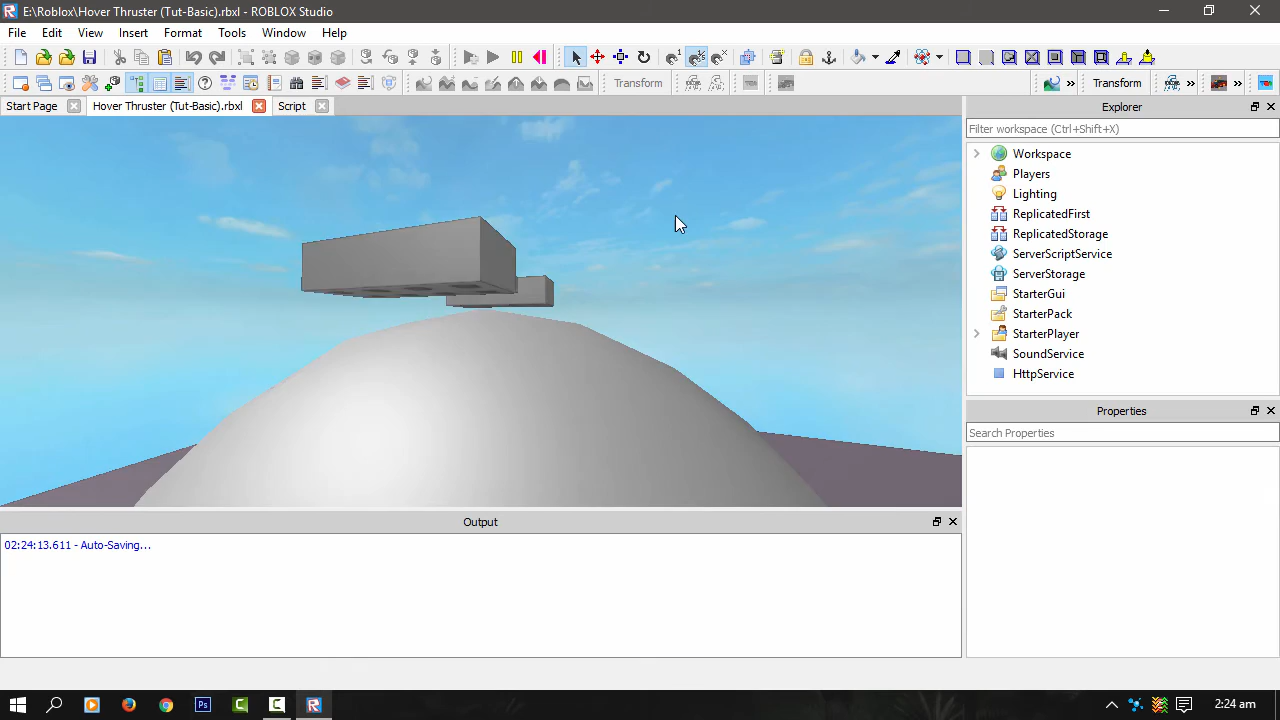 E:\Roblox\Hover Thruster (Tut-Basic).rbxl - ROBLOX Studio
File Edit View Insert Format Tools Window Help
Transform Transform
Start Page Hover Thruster (Tut-Basic).rbxl Script
Explorer
Filter workspace (Ctrl+Shift+X)
Workspace
Players
Lighting
ReplicatedFirst
ReplicatedStorage
ServerScriptService
ServerStorage
StarterGui
StarterPack
StarterPlayer
SoundService
HttpService
Properties
Search Properties
Output
02:24:13.611 - Auto-Saving...
Ps
2:24 am